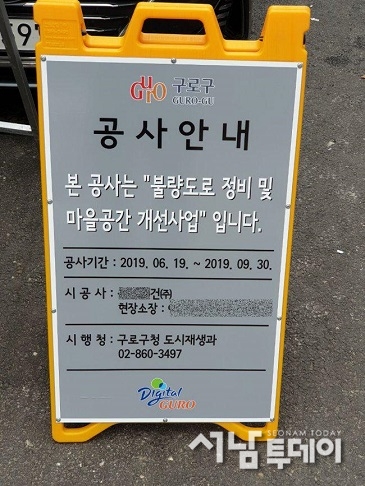 GURO 구로구
GURO-GU
공사안내
본 공사는 "불량도로 정비 및
마을공간 개선사업" 입니다.
공사기간 : 2019. 06. 19. ~ 2019. 09. 30.
시 공 사 : 건(주)
현장소장 :
시 행 청 : 구로구청 도시재생과
02-860-3497
Digital
GURO
SEONAM TODAY
서남투데이